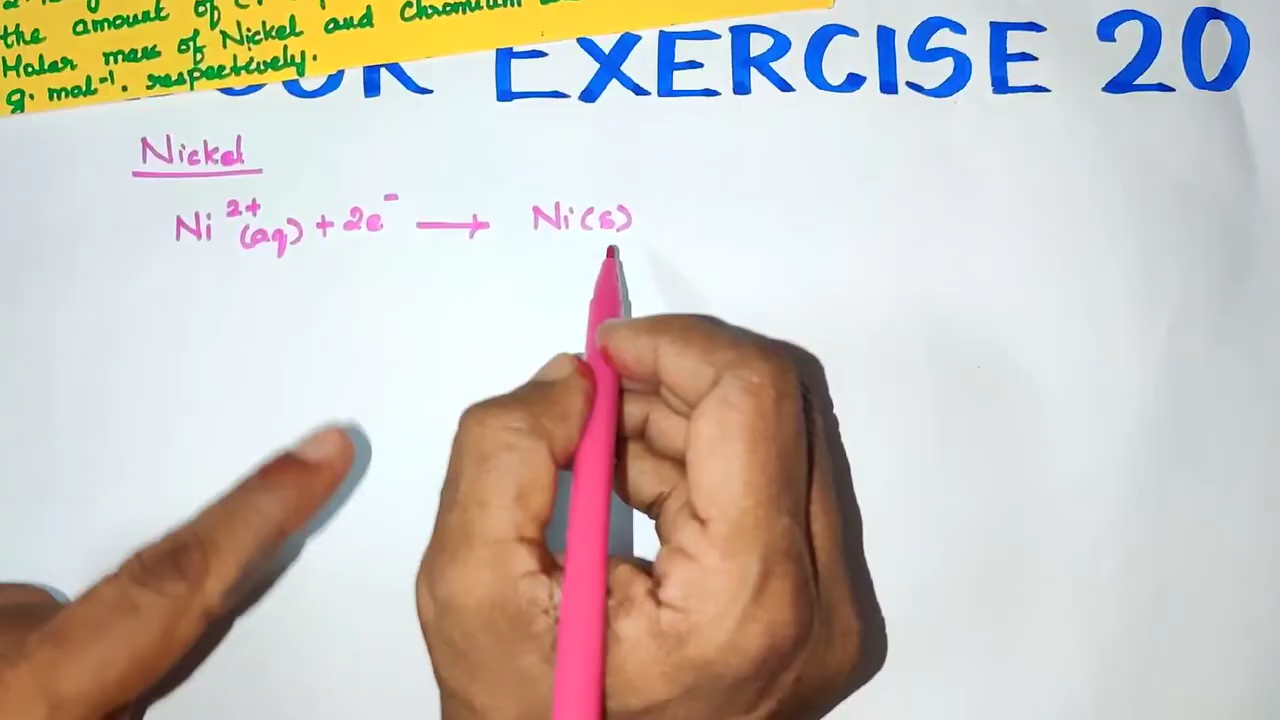 the amount of
Molar mass of Nickel and Chromium
g. mol⁻¹. respectively.
EXERCISE 20
Nickel
Ni²⁺(aq) + 2e⁻ ⟶ Ni(s)